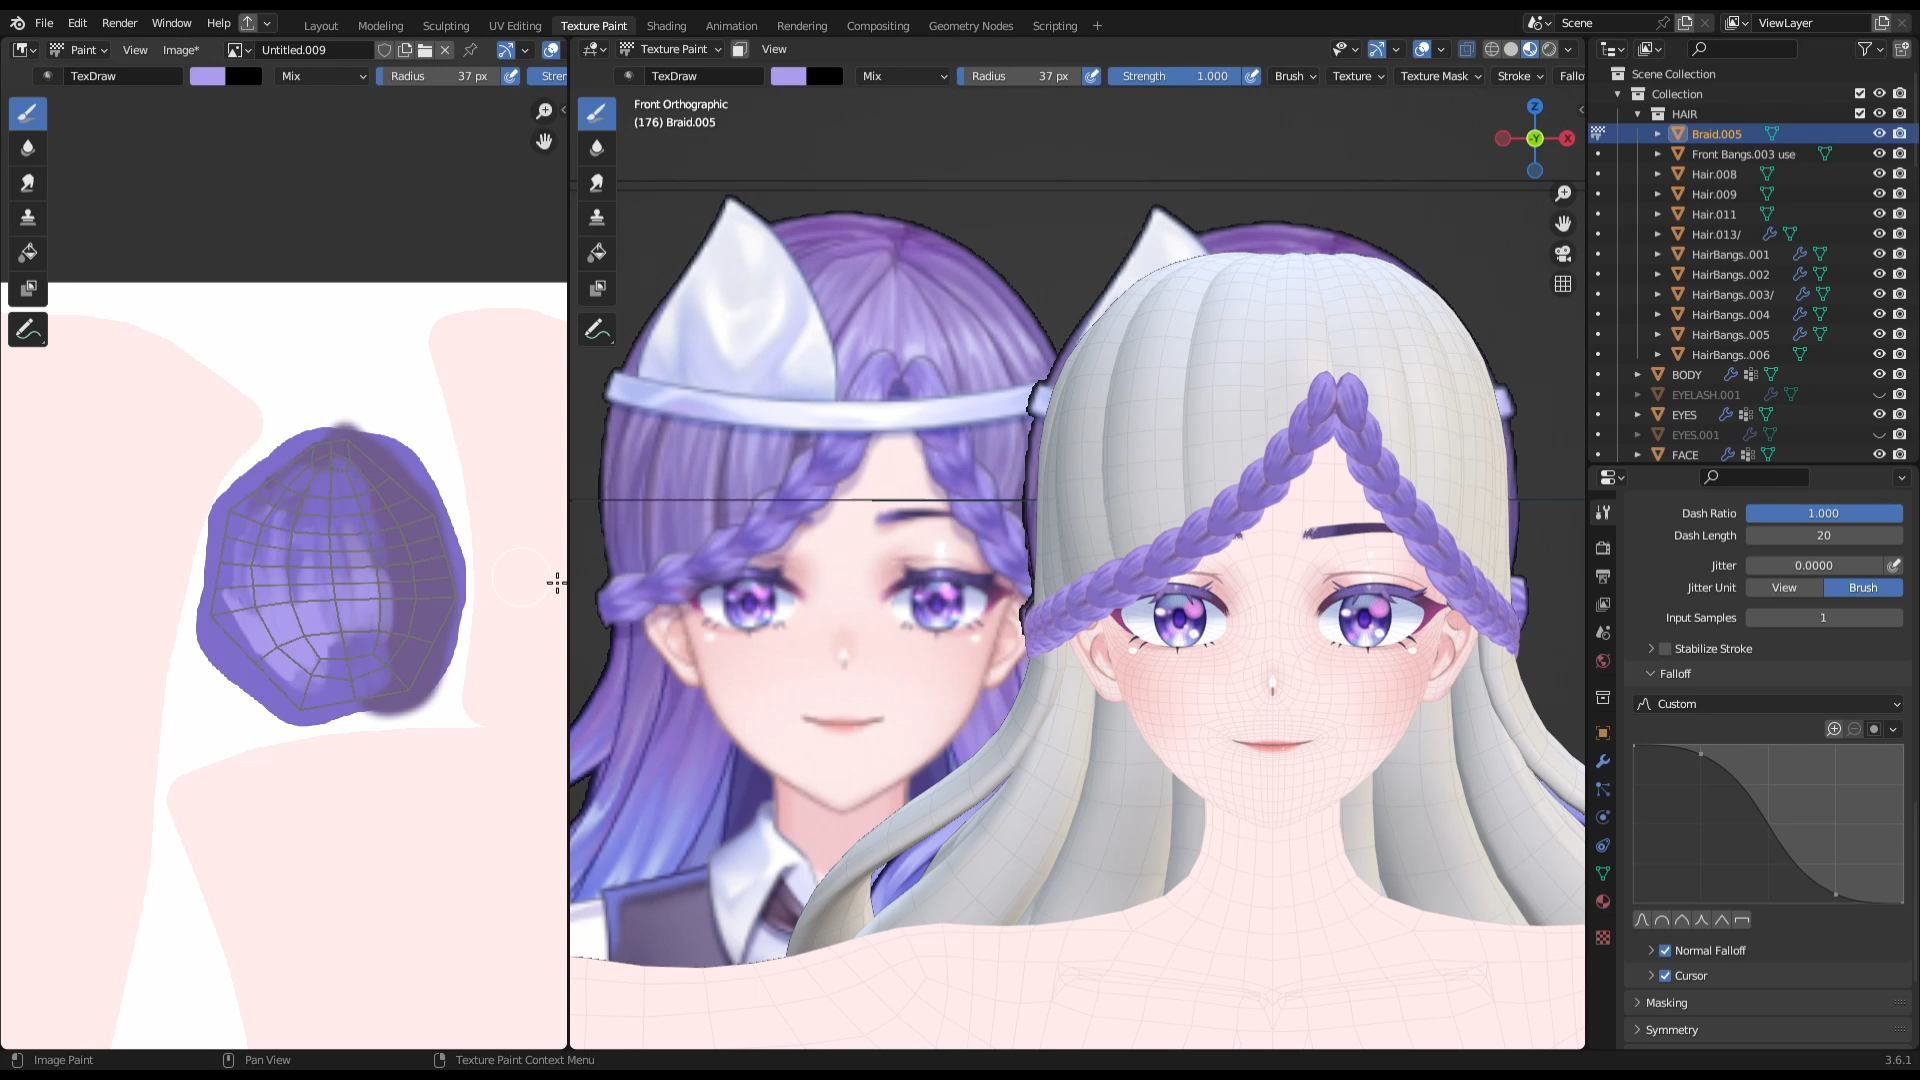 File Edit Render Window Help Layout Modeling Sculpting UV Editing Texture Paint Shading Animation Rendering Compositing Geometry Nodes Scripting + Scene ViewLayer
Paint View Image* Untitled.009 Texture Paint View
TexDraw Mix Radius 37 px Stren TexDraw Mix Radius 37 px Strength 1.000 Brush Texture Texture Mask Stroke Fallo
Front Orthographic
(176) Braid.005
Z
-Y
X
Scene Collection
Collection
HAIR
Braid.005
Front Bangs.003 use
Hair.008
Hair.009
Hair.011
Hair.013/
HairBangs..001
HairBangs..002
HairBangs..003/
HairBangs..004
HairBangs..005
HairBangs..006
BODY
EYELASH.001
EYES
EYES.001
FACE
Dash Ratio 1.000
Dash Length 20
Jitter 0.0000
Jitter Unit View Brush
Input Samples 1
Stabilize Stroke
Falloff
Custom
Normal Falloff
Cursor
Masking
Symmetry
Image Paint Pan View Texture Paint Context Menu 3.6.1